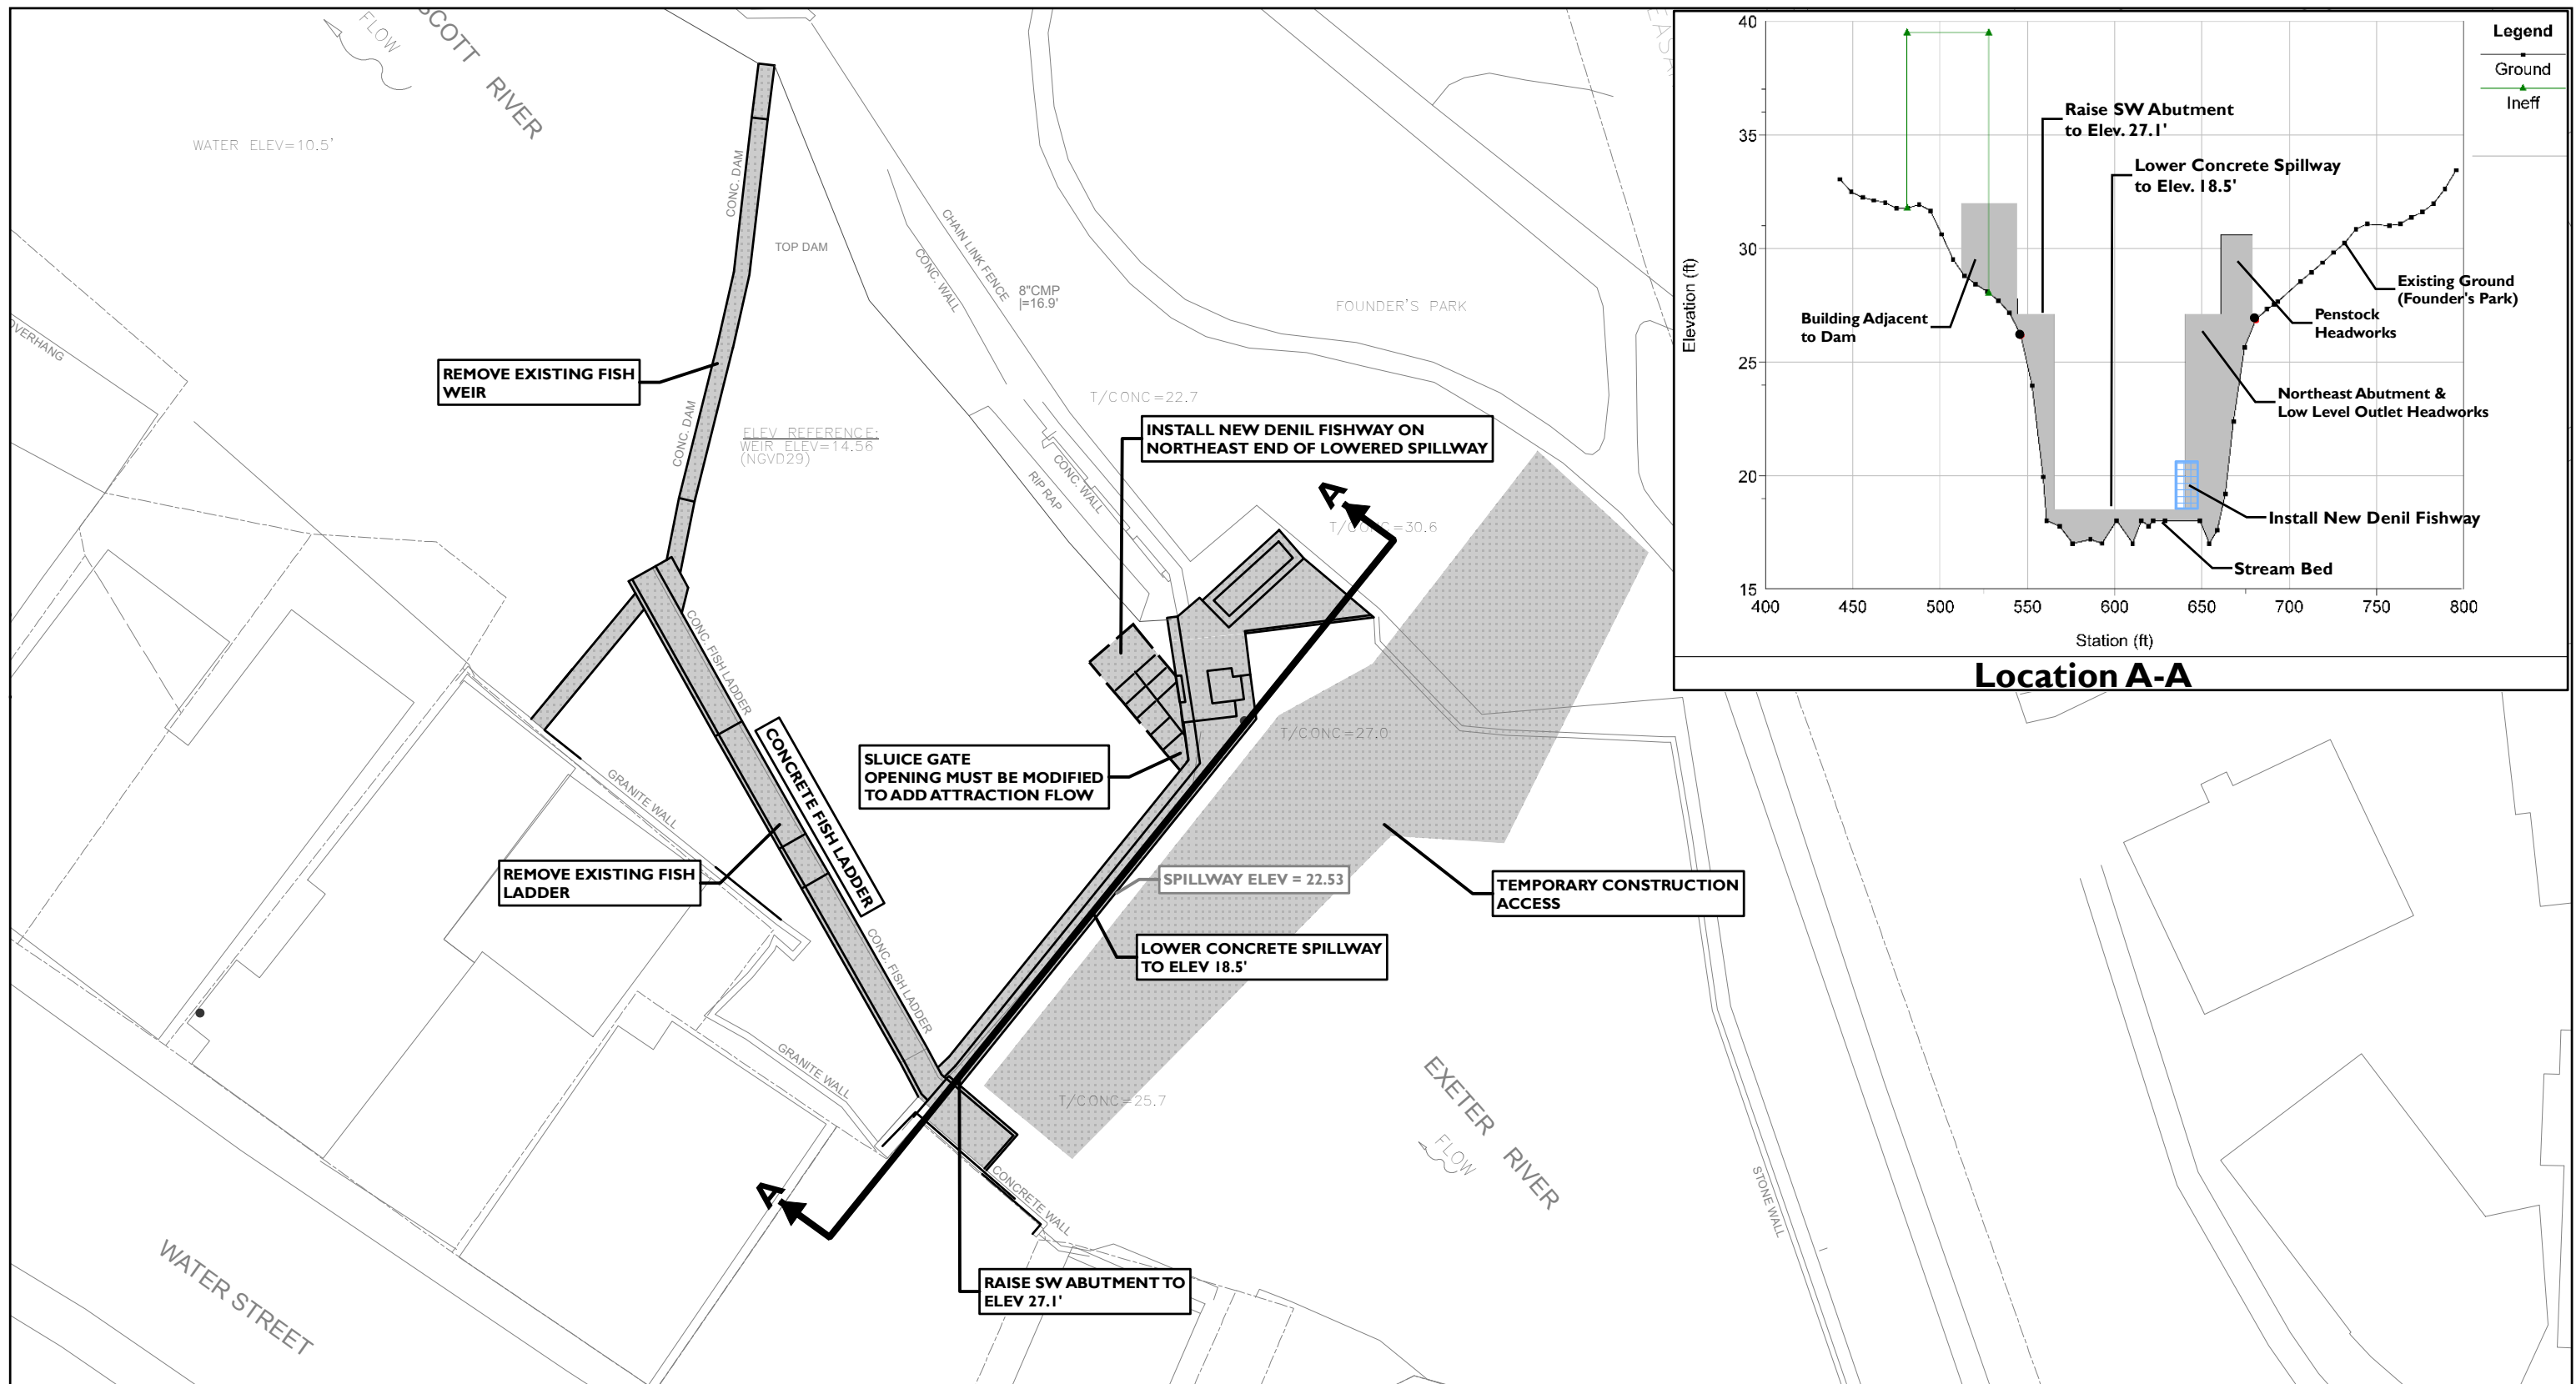 SCOTT RIVER
FLOW
WATER ELEV=10.5'
OVERHANG
CONC. DAM
TOP DAM
CONC. DAM
CHAIN LINK FENCE
CONC. WALL
8"CMP
I=16.9'
FOUNDER'S PARK
T/CONC=22.7
REMOVE EXISTING FISH
WEIR
ELEV REFERENCE:
WEIR ELEV=14.56
(NGVD29)
RIP RAP
CONC. WALL
INSTALL NEW DENIL FISHWAY ON
NORTHEAST END OF LOWERED SPILLWAY
A
T/CONC=30.6
CONC. FISH LADDER
CONCRETE FISH LADDER
GRANITE WALL
SLUICE GATE
OPENING MUST BE MODIFIED
TO ADD ATTRACTION FLOW
T/CONC=27.0
REMOVE EXISTING FISH
LADDER
SPILLWAY ELEV = 22.53
TEMPORARY CONSTRUCTION
ACCESS
LOWER CONCRETE SPILLWAY
TO ELEV 18.5'
CONC. FISH LADDER
GRANITE WALL
T/CONC=25.7
EXETER RIVER
FLOW
STONE WALL
A
CONCRETE WALL
RAISE SW ABUTMENT TO
ELEV 27.1'
WATER STREET
40
35
30
25
20
15
Elevation (ft)
400 450 500 550 600 650 700 750 800
Station (ft)
Legend
Ground
Ineff
Raise SW Abutment
to Elev. 27.1'
Lower Concrete Spillway
to Elev. 18.5'
Building Adjacent
to Dam
Existing Ground
(Founder's Park)
Penstock
Headworks
Northeast Abutment &
Low Level Outlet Headworks
Install New Denil Fishway
Stream Bed
Location A-A